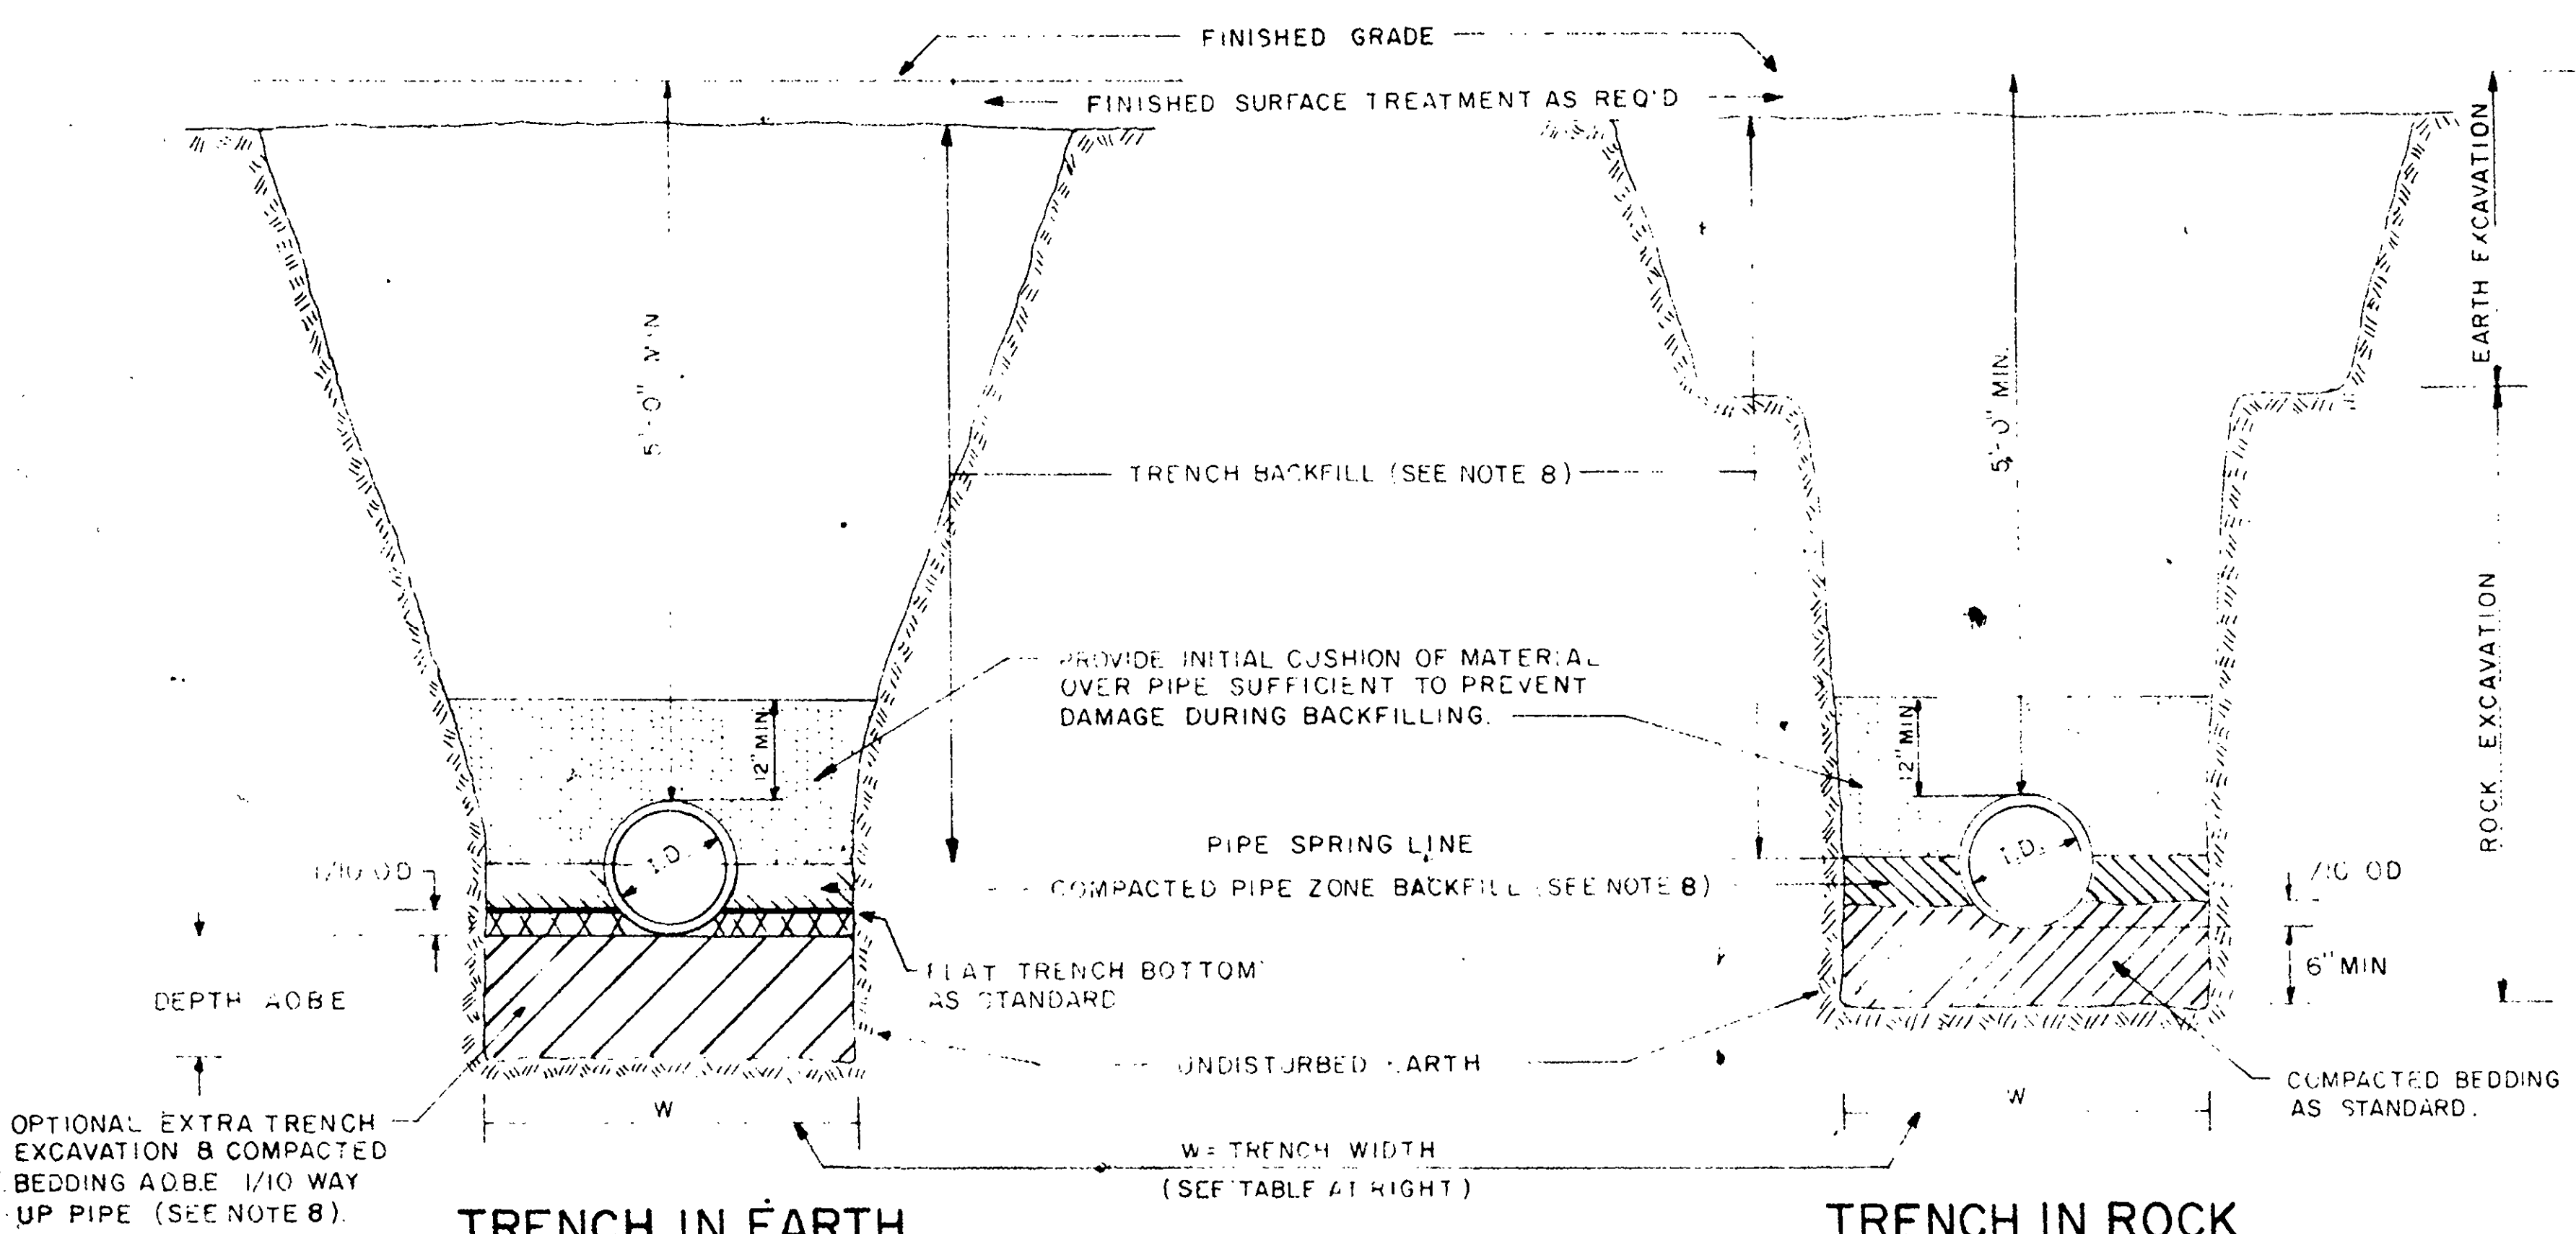 FINISHED GRADE
FINISHED SURFACE TREATMENT AS REQ'D
EARTH EXCAVATION
5'-0" MIN
5'-0" MIN.
TRENCH BACKFILL (SEE NOTE 8)
PROVIDE INITIAL CUSHION OF MATERIAL
OVER PIPE SUFFICIENT TO PREVENT
DAMAGE DURING BACKFILLING.
12" MIN.
12" MIN
ROCK EXCAVATION
I.D.
I.D.
PIPE SPRING LINE
COMPACTED PIPE ZONE BACKFILL (SEE NOTE 8)
1/10 OD
/10 OD
6" MIN
FLAT TRENCH BOTTOM
AS STANDARD
DEPTH AOBE
UNDISTURBED EARTH
COMPACTED BEDDING
AS STANDARD.
OPTIONAL EXTRA TRENCH
EXCAVATION & COMPACTED
BEDDING A.O.B.E 1/10 WAY
UP PIPE (SEE NOTE 8).
W
W
W= TRENCH WIDTH
(SEE TABLE AT RIGHT)
TRENCH IN EARTH
TRENCH IN ROCK